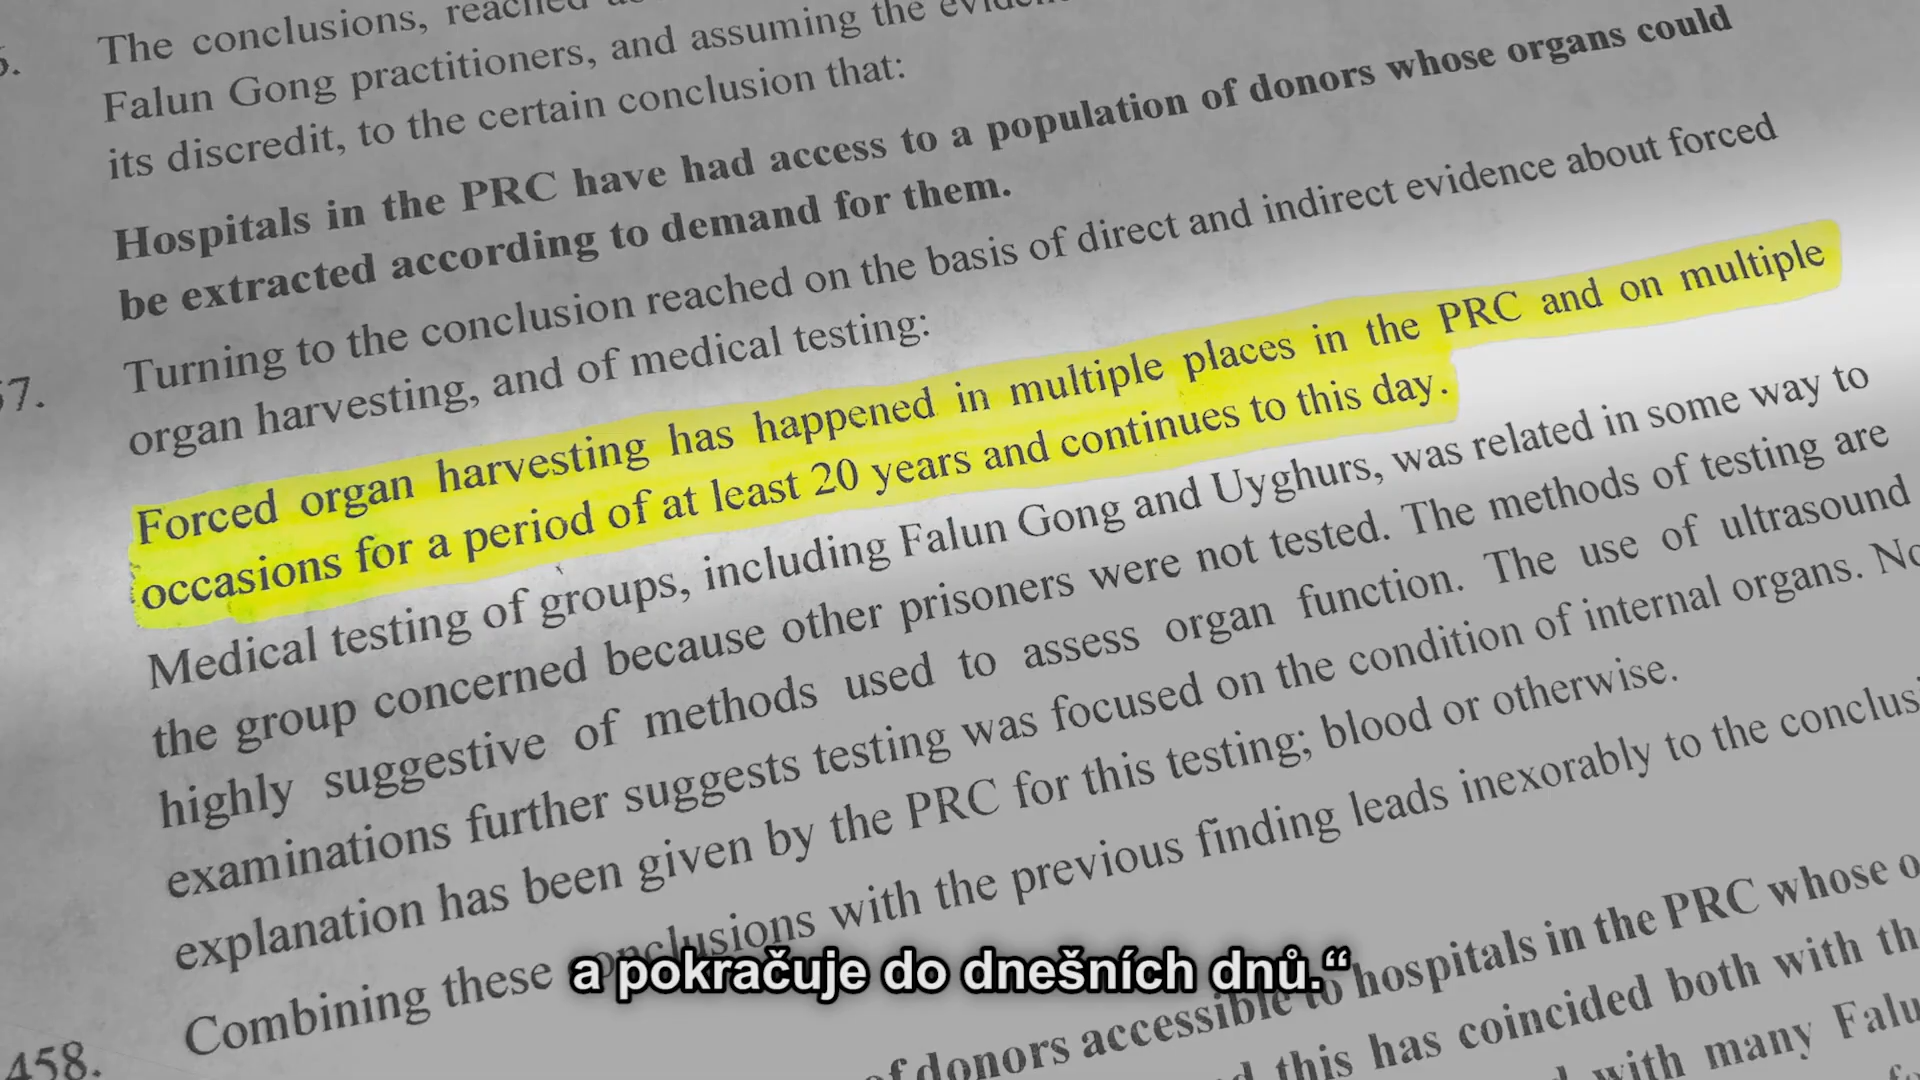 The conclusions, reached
Falun Gong practitioners, and assuming the
its discredit, to the certain conclusion that:
Hospitals in the PRC have had access to a population of donors whose organs could
be extracted according to demand for them.
7.
Turning to the conclusion reached on the basis of direct and indirect evidence about forced
organ harvesting, and of medical testing:
Forced organ harvesting has happened in multiple places in the PRC and on multiple
occasions for a period of at least 20 years and continues to this day.
Medical testing of groups, including Falun Gong and Uyghurs, was related in some way to
the group concerned because other prisoners were not tested. The methods of testing are
highly suggestive of methods used to assess organ function. The use of ultrasound
examinations further suggests testing was focused on the condition of internal organs. No
explanation has been given by the PRC for this testing; blood or otherwise.
458.
Combining these conclusions with the previous finding leads inexorably to the
of donors accessible to hospitals in the PRC whose
this has coincided both with
with many
a pokračuje do dnešních dnů.“